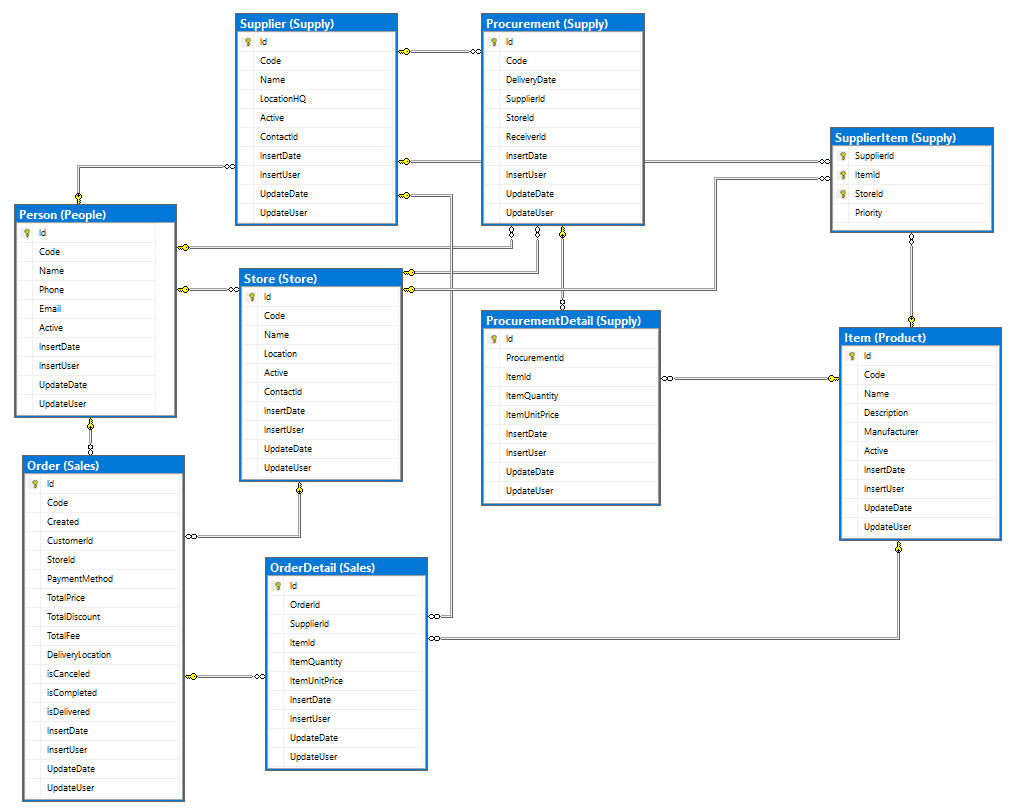 Supplier (Supply)
Id
Code
Name
LocationHQ
Active
ContactId
InsertDate
InsertUser
UpdateDate
UpdateUser
Procurement (Supply)
Id
Code
DeliveryDate
SupplierId
StoreId
ReceiverId
InsertDate
InsertUser
UpdateDate
UpdateUser
SupplierItem (Supply)
SupplierId
ItemId
StoreId
Priority
Person (People)
Id
Code
Name
Phone
Email
Active
InsertDate
InsertUser
UpdateDate
UpdateUser
Store (Store)
Id
Code
Name
Location
Active
ContactId
InsertDate
InsertUser
UpdateDate
UpdateUser
ProcurementDetail (Supply)
Id
ProcurementId
ItemId
ItemQuantity
ItemUnitPrice
InsertDate
InsertUser
UpdateDate
UpdateUser
Item (Product)
Id
Code
Name
Description
Manufacturer
Active
InsertDate
InsertUser
UpdateDate
UpdateUser
Order (Sales)
Id
Code
Created
CustomerId
StoreId
PaymentMethod
TotalPrice
TotalDiscount
TotalFee
DeliveryLocation
isCanceled
isCompleted
isDelivered
InsertDate
InsertUser
UpdateDate
UpdateUser
OrderDetail (Sales)
Id
OrderId
SupplierId
ItemId
ItemQuantity
ItemUnitPrice
InsertDate
InsertUser
UpdateDate
UpdateUser